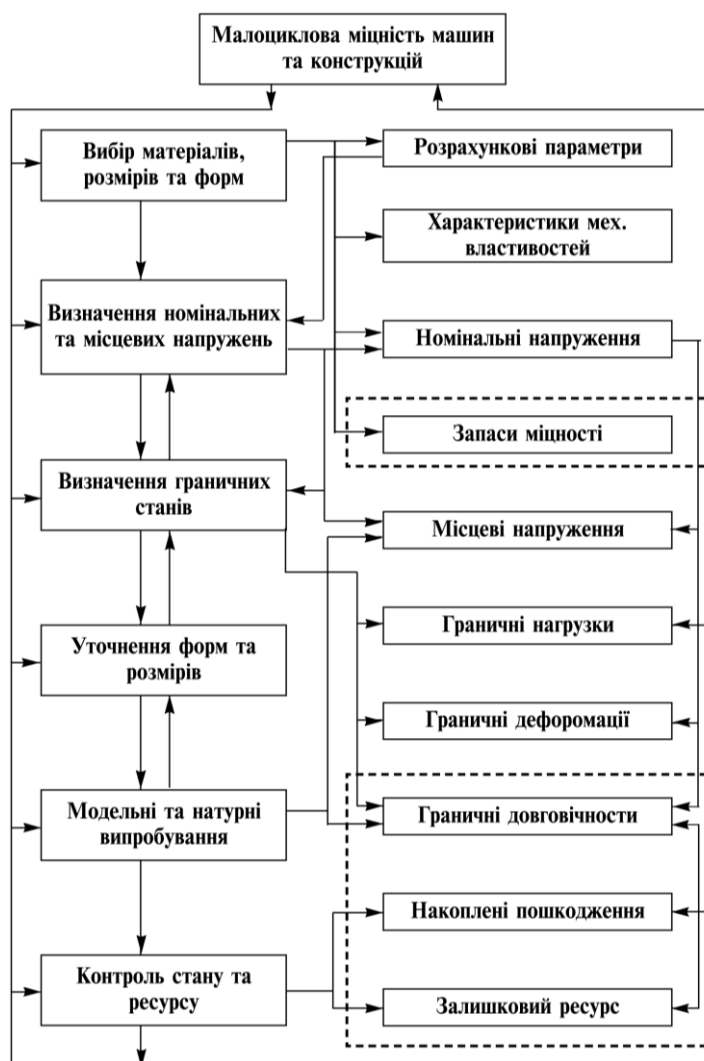 Малоциклова міцність машин
та конструкцій
Вибір матеріалів,
розмірів та форм
Визначення номінальних
та місцевих напружень
Визначення граничних
станів
Уточнення форм та
розмірів
Модельні та натурні
випробування
Контроль стану та
ресурсу
Розрахункові параметри
Характеристики мех.
властивостей
Номінальні напруження
Запаси міцності
Місцеві напруження
Граничні нагрузки
Граничні дефоромації
Граничні довговічности
Накоплені пошкодження
Залишковий ресурс